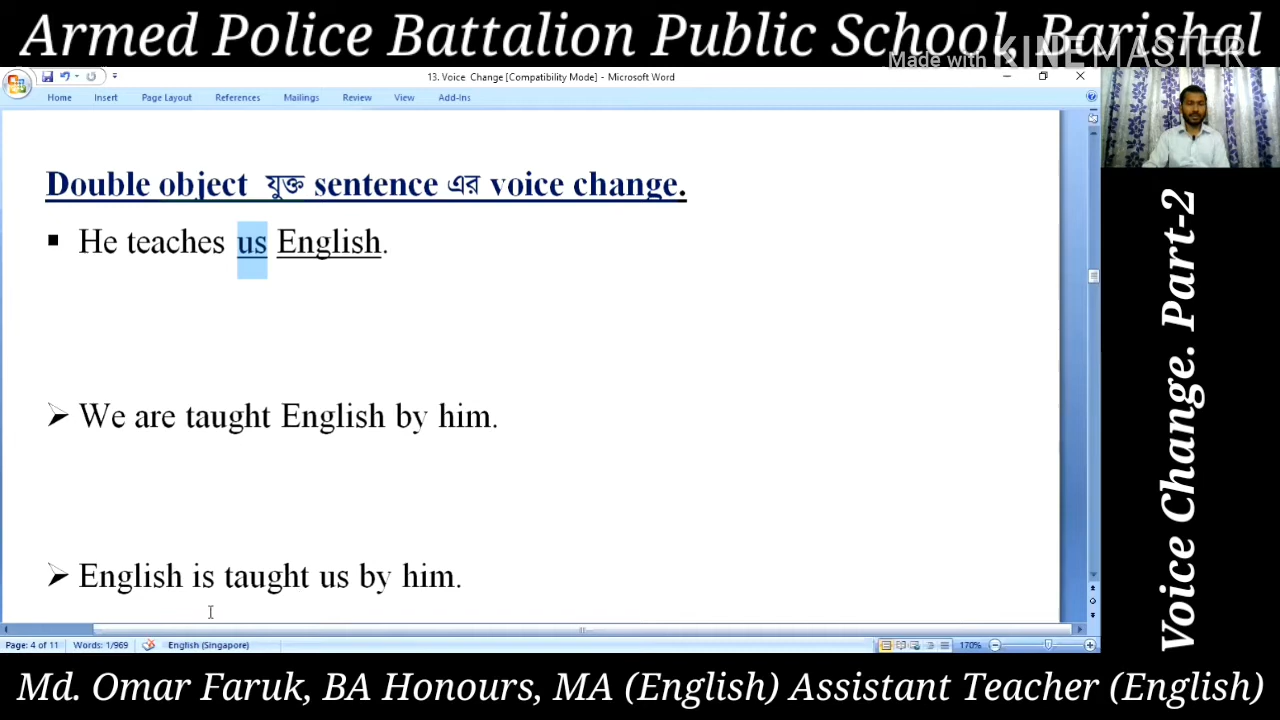 Armed Police Battalion Public School, Barishal
Made with KINEMASTER
13. Voice Change [Compatibility Mode] - Microsoft Word
Home Insert Page Layout References Mailings Review View Add-Ins
Double object যুক্ত sentence এর voice change.
▪ He teaches us English.
➢ We are taught English by him.
➢ English is taught us by him.
Page: 4 of 11 Words: 1/969 English (Singapore) 170%
Voice Change. Part-2
Md. Omar Faruk, BA Honours, MA (English) Assistant Teacher (English)